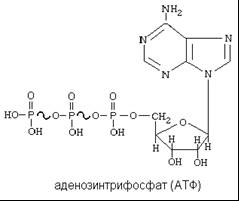 NH₂
N N
N N
O O O
HO-P~O-P~O-P-O-CH₂ O
OH OH OH H H H H
OH OH
аденозинтрифосфат (АТФ)